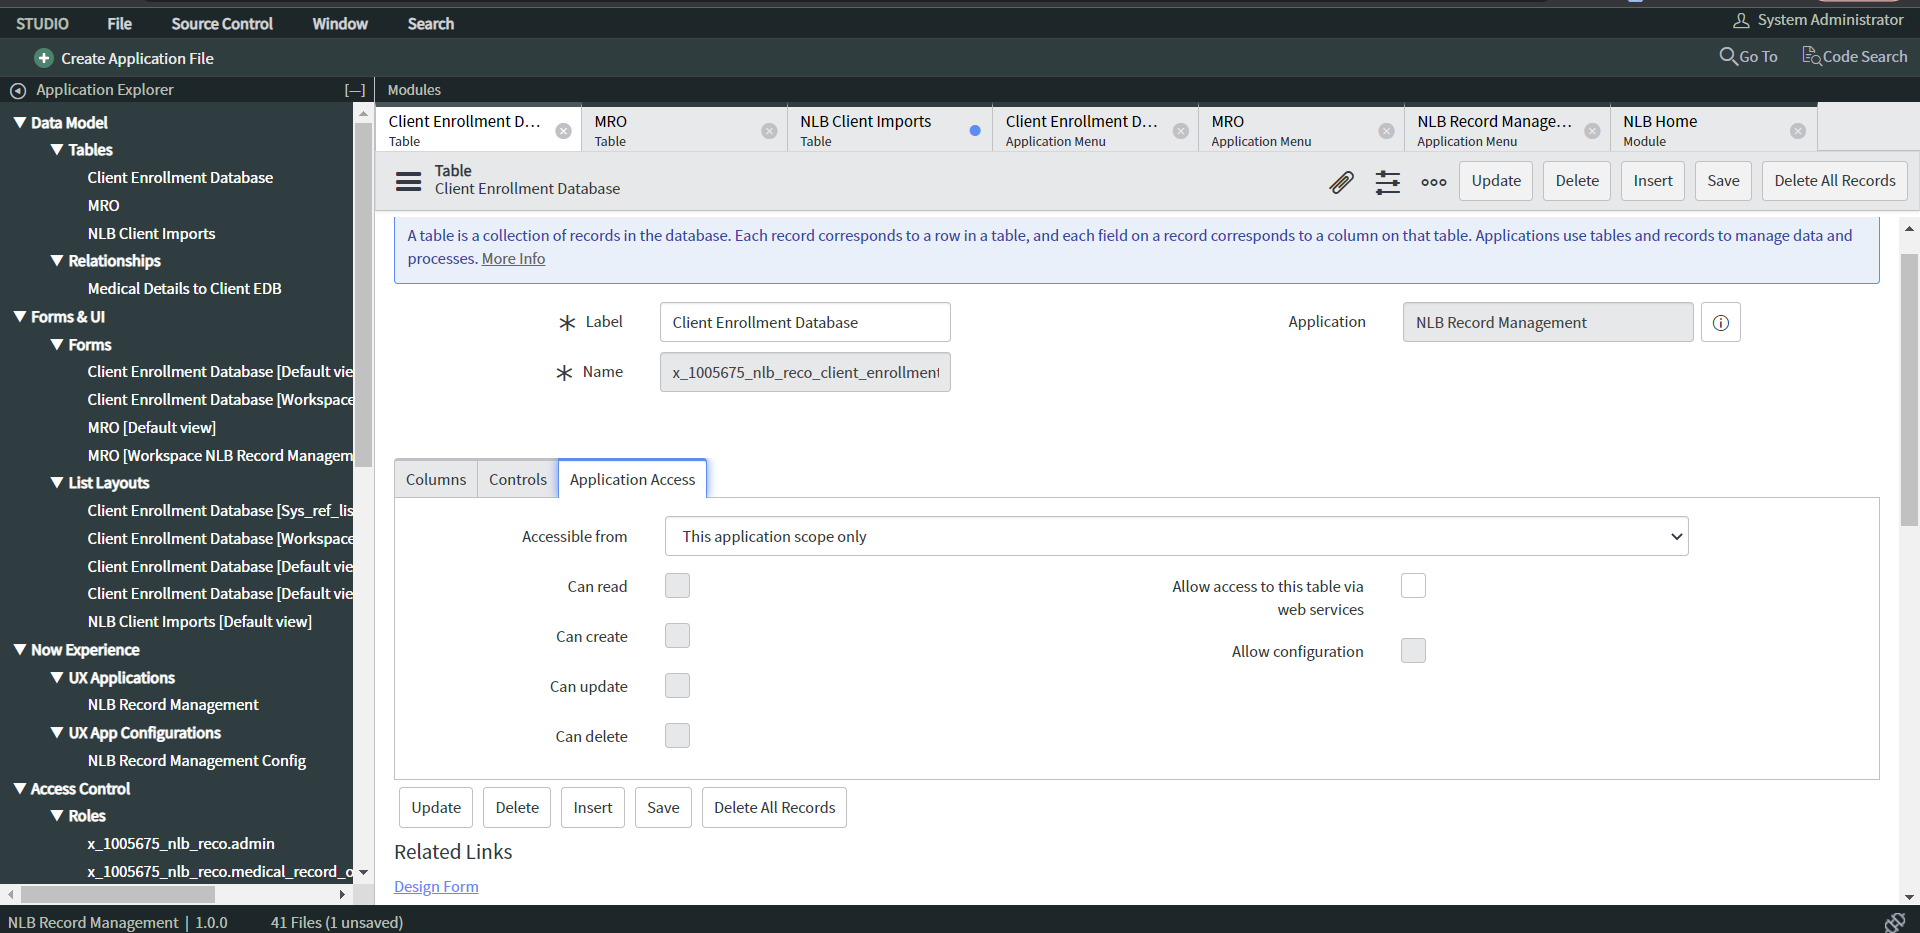 STUDIO File Source Control Window Search System Administrator
Create Application File Go To Code Search
Application Explorer [—] Modules
Data Model
Tables
Client Enrollment Database
MRO
NLB Client Imports
Relationships
Medical Details to Client EDB
Forms & UI
Forms
Client Enrollment Database [Default vie
Client Enrollment Database [Workspace
MRO [Default view]
MRO [Workspace NLB Record Managem
List Layouts
Client Enrollment Database [Sys_ref_lis
Client Enrollment Database [Workspace
Client Enrollment Database [Default vie
Client Enrollment Database [Default vie
NLB Client Imports [Default view]
Now Experience
UX Applications
NLB Record Management
UX App Configurations
NLB Record Management Config
Access Control
Roles
x_1005675_nlb_reco.admin
x_1005675_nlb_reco.medical_record_o
Client Enrollment D... MRO NLB Client Imports Client Enrollment D... MRO NLB Record Manage... NLB Home
Table Table Table Application Menu Application Menu Application Menu Module
Table
Client Enrollment Database
Update Delete Insert Save Delete All Records
A table is a collection of records in the database. Each record corresponds to a row in a table, and each field on a record corresponds to a column on that table. Applications use tables and records to manage data and
processes. More Info
Label Client Enrollment Database Application NLB Record Management
Name x_1005675_nlb_reco_client_enrollment
Columns Controls Application Access
Accessible from This application scope only
Can read Allow access to this table via
web services
Can create
Allow configuration
Can update
Can delete
Update Delete Insert Save Delete All Records
Related Links
Design Form
NLB Record Management | 1.0.0 41 Files (1 unsaved)